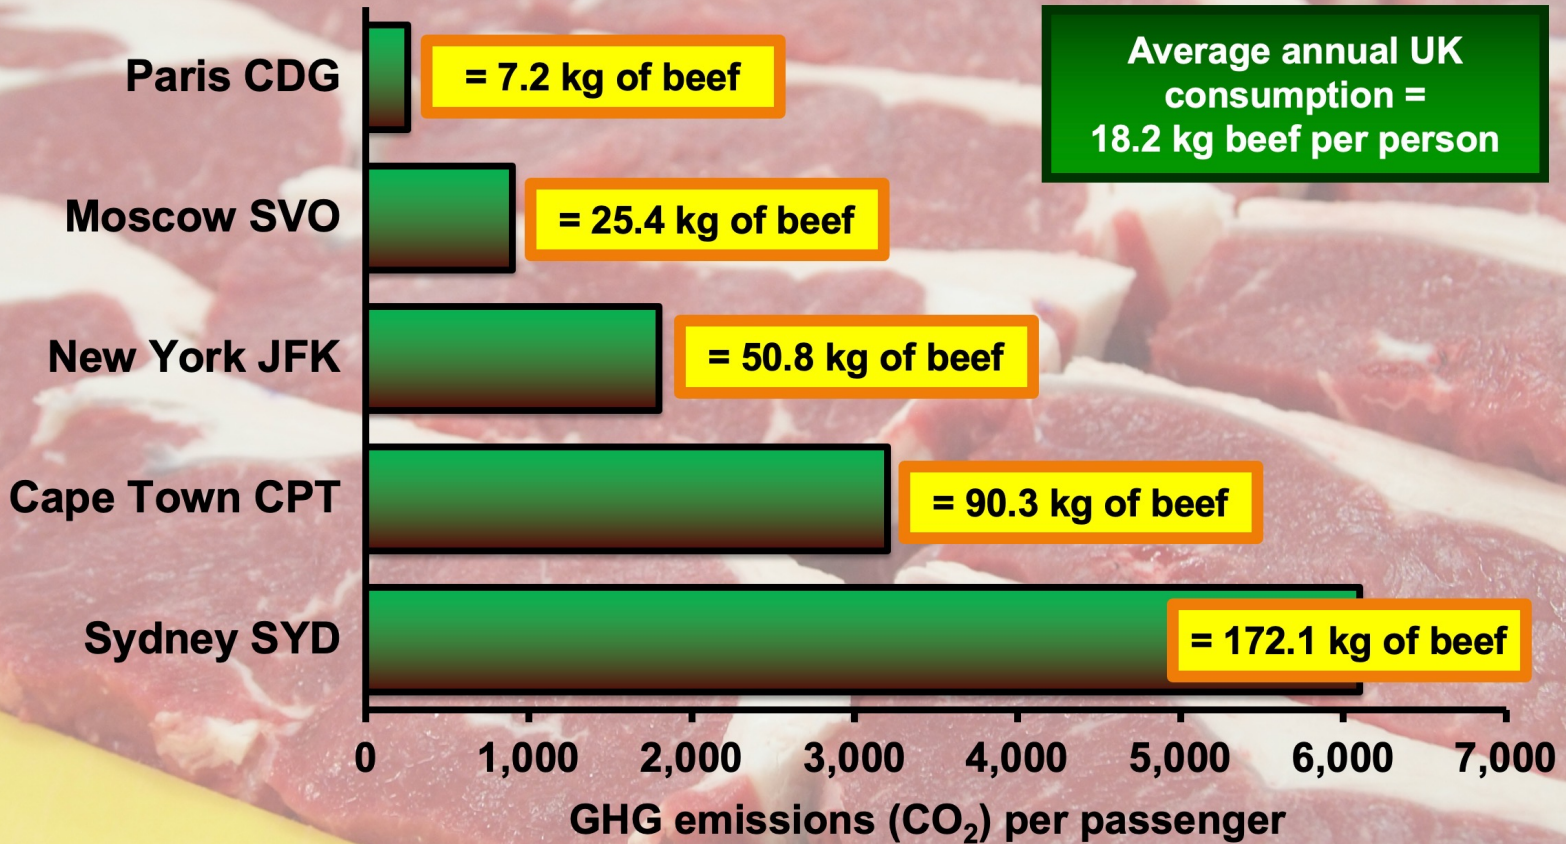 Average annual UK
consumption =
18.2 kg beef per person
Paris CDG
= 7.2 kg of beef
Moscow SVO
= 25.4 kg of beef
New York JFK
= 50.8 kg of beef
Cape Town CPT
= 90.3 kg of beef
Sydney SYD
= 172.1 kg of beef
0 1,000 2,000 3,000 4,000 5,000 6,000 7,000
GHG emissions (CO₂) per passenger